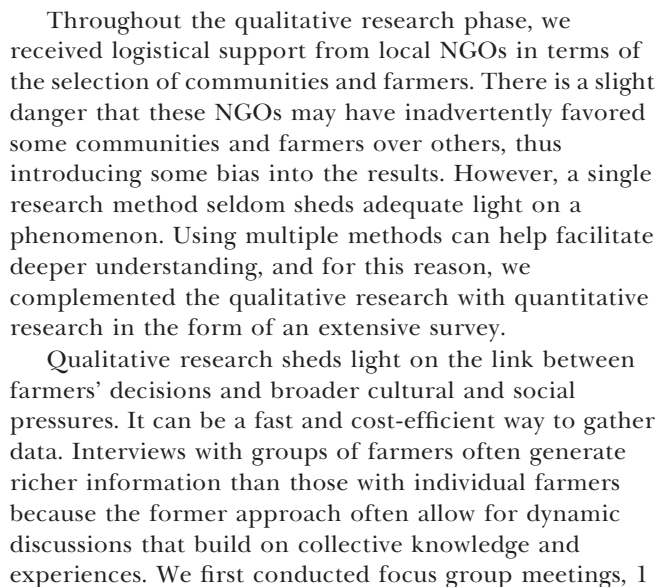 Throughout the qualitative research phase, we
received logistical support from local NGOs in terms of
the selection of communities and farmers. There is a slight
danger that these NGOs may have inadvertently favored
some communities and farmers over others, thus
introducing some bias into the results. However, a single
research method seldom sheds adequate light on a
phenomenon. Using multiple methods can help facilitate
deeper understanding, and for this reason, we
complemented the qualitative research with quantitative
research in the form of an extensive survey.
Qualitative research sheds light on the link between
farmers’ decisions and broader cultural and social
pressures. It can be a fast and cost-efficient way to gather
data. Interviews with groups of farmers often generate
richer information than those with individual farmers
because the former approach often allow for dynamic
discussions that build on collective knowledge and
experiences. We first conducted focus group meetings, 1